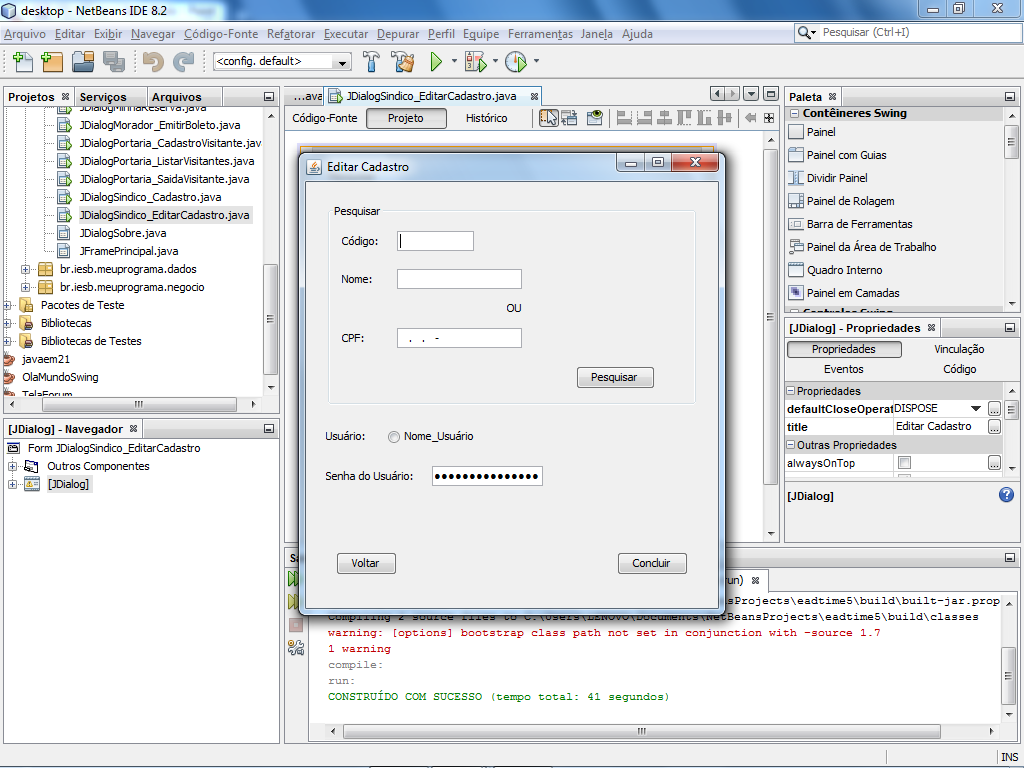 desktop - NetBeans IDE 8.2
Arquivo Editar Exibir Navegar Código-Fonte Refatorar Executar Depurar Perfil Equipe Ferramentas Janela Ajuda
Pesquisar (Ctrl+I)
<config. default>
Projetos Serviços Arquivos
JDialogMinhaReserva.java
JDialogMorador_EmitirBoleto.java
JDialogPortaria_CadastroVisitante.jav
JDialogPortaria_ListarVisitantes.java
JDialogPortaria_SaidaVisitante.java
JDialogSindico_Cadastro.java
JDialogSindico_EditarCadastro.java
JDialogSobre.java
JFramePrincipal.java
br.iesb.meuprograma.dados
br.iesb.meuprograma.negocio
Pacotes de Teste
Bibliotecas
Bibliotecas de Testes
javaem21
OlaMundoSwing
TelaForum
[JDialog] - Navegador
Form JDialogSindico_EditarCadastro
Outros Componentes
[JDialog]
...ava JDialogSindico_EditarCadastro.java
Código-Fonte Projeto Histórico
Editar Cadastro
Pesquisar
Código:
Nome:
OU
CPF: . . -
Pesquisar
Usuário: Nome_Usuário
Senha do Usuário: ●●●●●●●●●●●●●●●
Voltar Concluir
Paleta
Contêineres Swing
Painel
Painel com Guias
Dividir Painel
Painel de Rolagem
Barra de Ferramentas
Painel da Área de Trabalho
Quadro Interno
Painel em Camadas
Controles Swing
[JDialog] - Propriedades
Propriedades Vinculação
Eventos Código
Propriedades
defaultCloseOperat DISPOSE ...
title Editar Cadastro ...
Outras Propriedades
alwaysOnTop ...
[JDialog]
run)
sProjects\eadtime5\build\built-jar.prop
Compiling 2 source files to C:\Users\LENOVO\Documents\NetBeansProjects\eadtime5\build\classes
warning: [options] bootstrap class path not set in conjunction with -source 1.7
1 warning
compile:
run:
CONSTRUÍDO COM SUCESSO (tempo total: 41 segundos)
INS